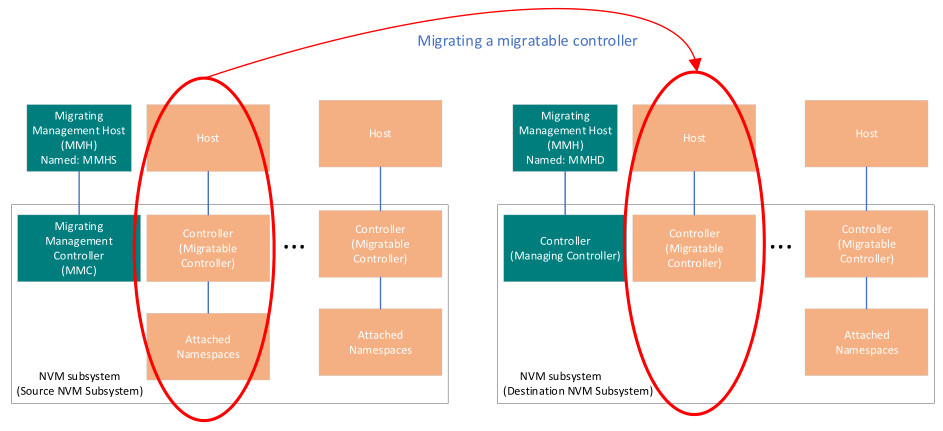 Migrating a migratable controller
Migrating
Management Host
(MMH)
Named: MMHS
Host
Host
Migrating
Management
Controller
(MMC)
Controller
(Migratable
Controller)
...
Controller
(Migratable
Controller)
Attached
Namespaces
Attached
Namespaces
NVM subsystem
(Source NVM Subsystem)
Migrating
Management Host
(MMH)
Named: MMHD
Host
Host
Controller
(Managing Controller)
Controller
(Migratable
Controller)
...
Controller
(Migratable
Controller)
Attached
Namespaces
NVM subsystem
(Destination NVM Subsystem)